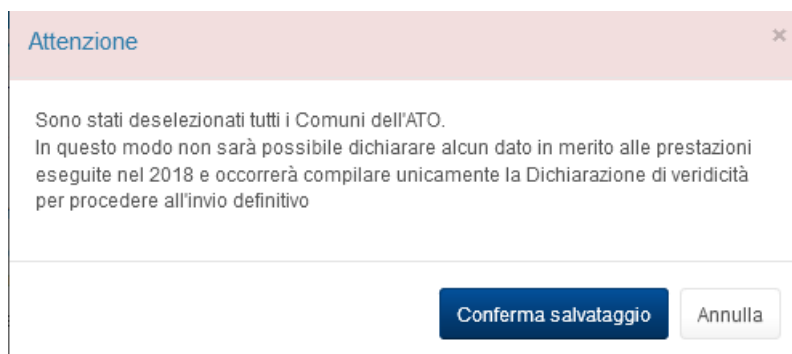 Attenzione ×
Sono stati deselezionati tutti i Comuni dell'ATO.
In questo modo non sarà possibile dichiarare alcun dato in merito alle prestazioni
eseguite nel 2018 e occorrerà compilare unicamente la Dichiarazione di veridicità
per procedere all'invio definitivo
Conferma salvataggio Annulla